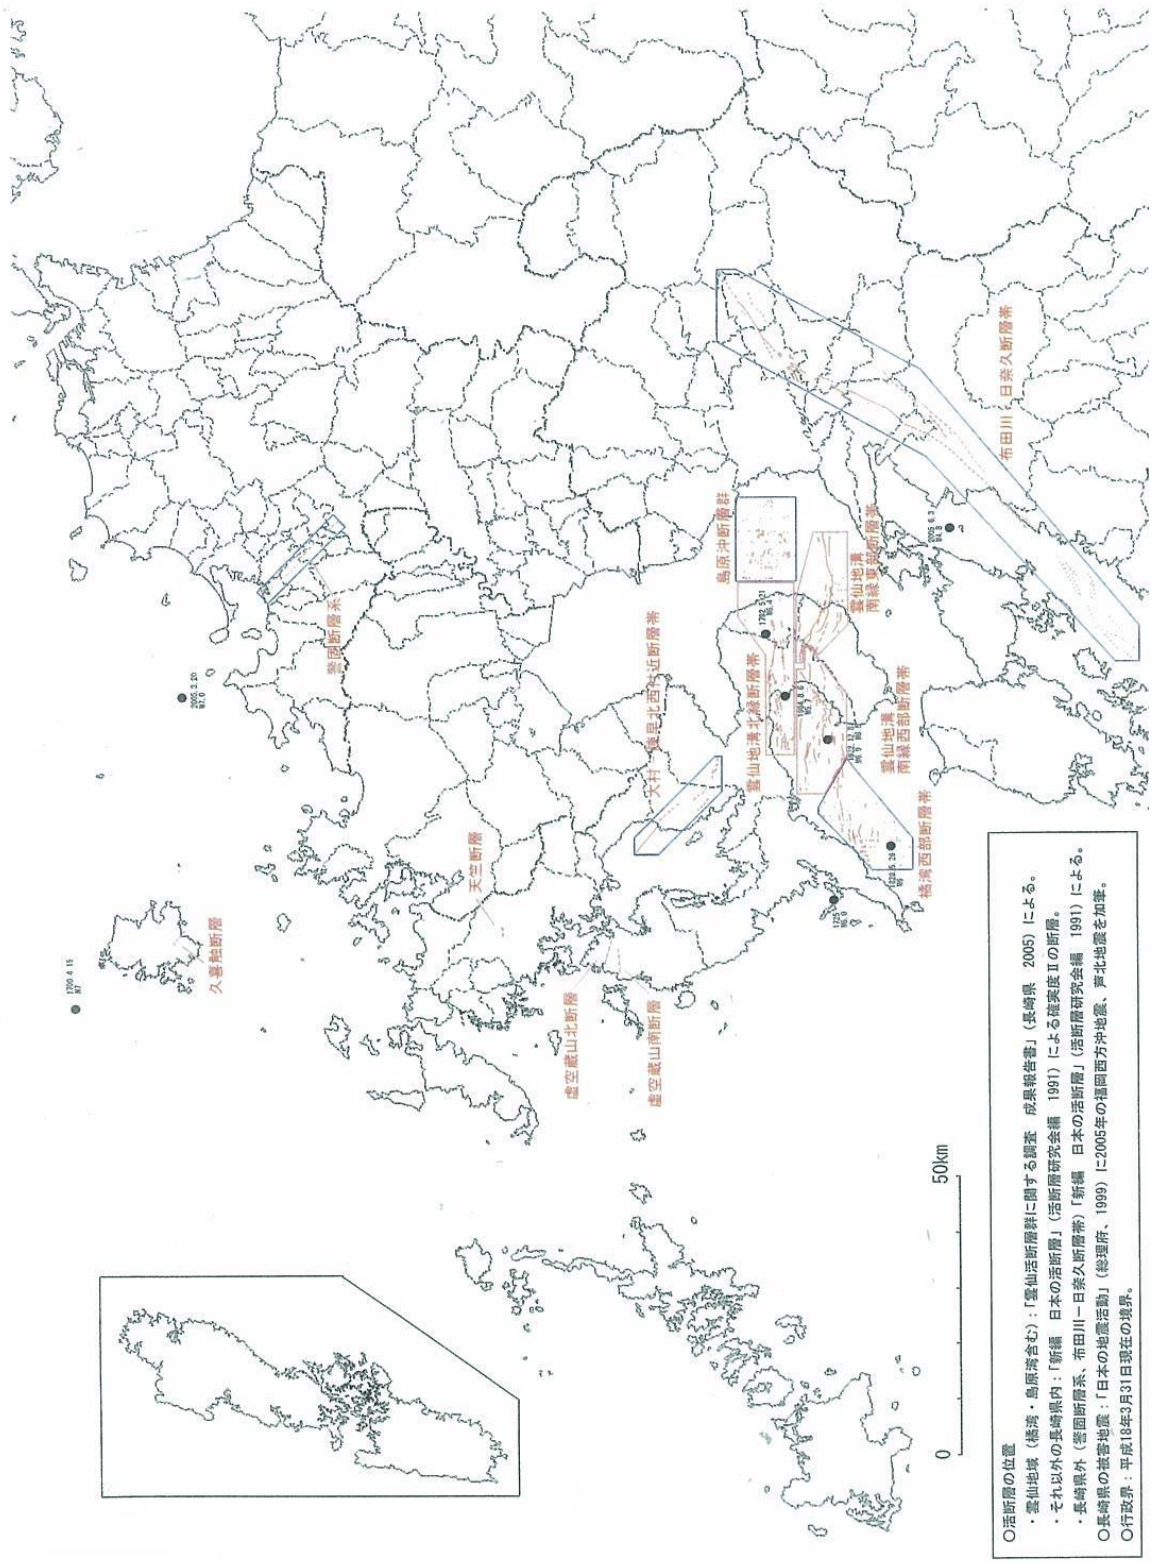 久喜触断層
1700.4.15
M7
2005.3.20
M7.0
警固断層系
天竺断層
虚空蔵山北断層
虚空蔵山南断層
大村－諫早北西付近断層帯
島原沖断層群
雲仙地溝北縁断層帯
1792.5.21
雲仙地溝
南縁東部断層帯
雲仙地溝
南縁西部断層帯
橘湾西部断層帯
布田川－日奈久断層帯
0
50km
〇活断層の位置
・雲仙地域（橘湾・島原湾含む）：「雲仙活断層群に関する調査　成果報告書」（長崎県　2005）による。
・それ以外の長崎県内：「新編　日本の活断層」（活断層研究会編　1991）による確実度Ⅱの断層。
・長崎県外（警固断層系、布田川－日奈久断層帯）「新編　日本の活断層」（活断層研究会編　1991）による。
〇長崎県の被害地震：「日本の地震活動」（総理府、1999）に2005年の福岡西方沖地震、芦北地震を加筆。
〇行政界：平成18年3月31日現在の境界。